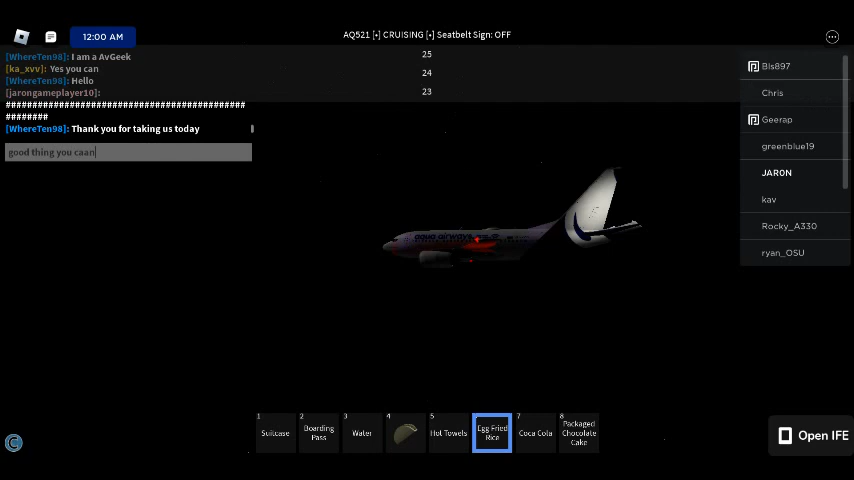 12:00 AM
AQ521 [•] CRUISING [•] Seatbelt Sign: OFF
25
24
23
[WhereTen98]: I am a AvGeek
[ka_xvv]: Yes you can
[WhereTen98]: Hello
[jarongameplayer10]:
#############################################
########
[WhereTen98]: Thank you for taking us today
good thing you caan
Bis897
Chris
Geerap
greenblue19
JARON
kav
Rocky_A330
ryan_OSU
aqua airways
1 Suitcase
2 Boarding
Pass
3 Water
4
5 Hot Towels
6 Egg Fried
Rice
7 Coca Cola
8 Packaged
Chocolate
Cake
Open IFE